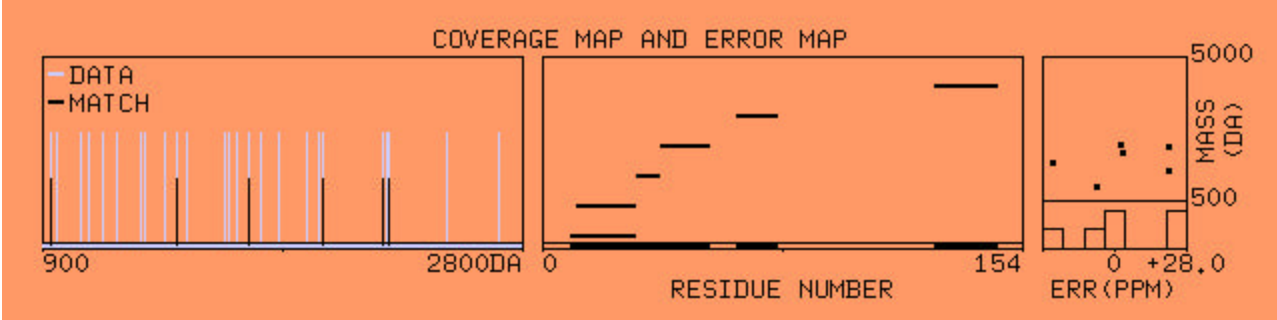 COVERAGE MAP AND ERROR MAP
DATA
MATCH
900
2800DA
0
154
RESIDUE NUMBER
5000
500
MASS
(DA)
0
+28.0
ERR(PPM)